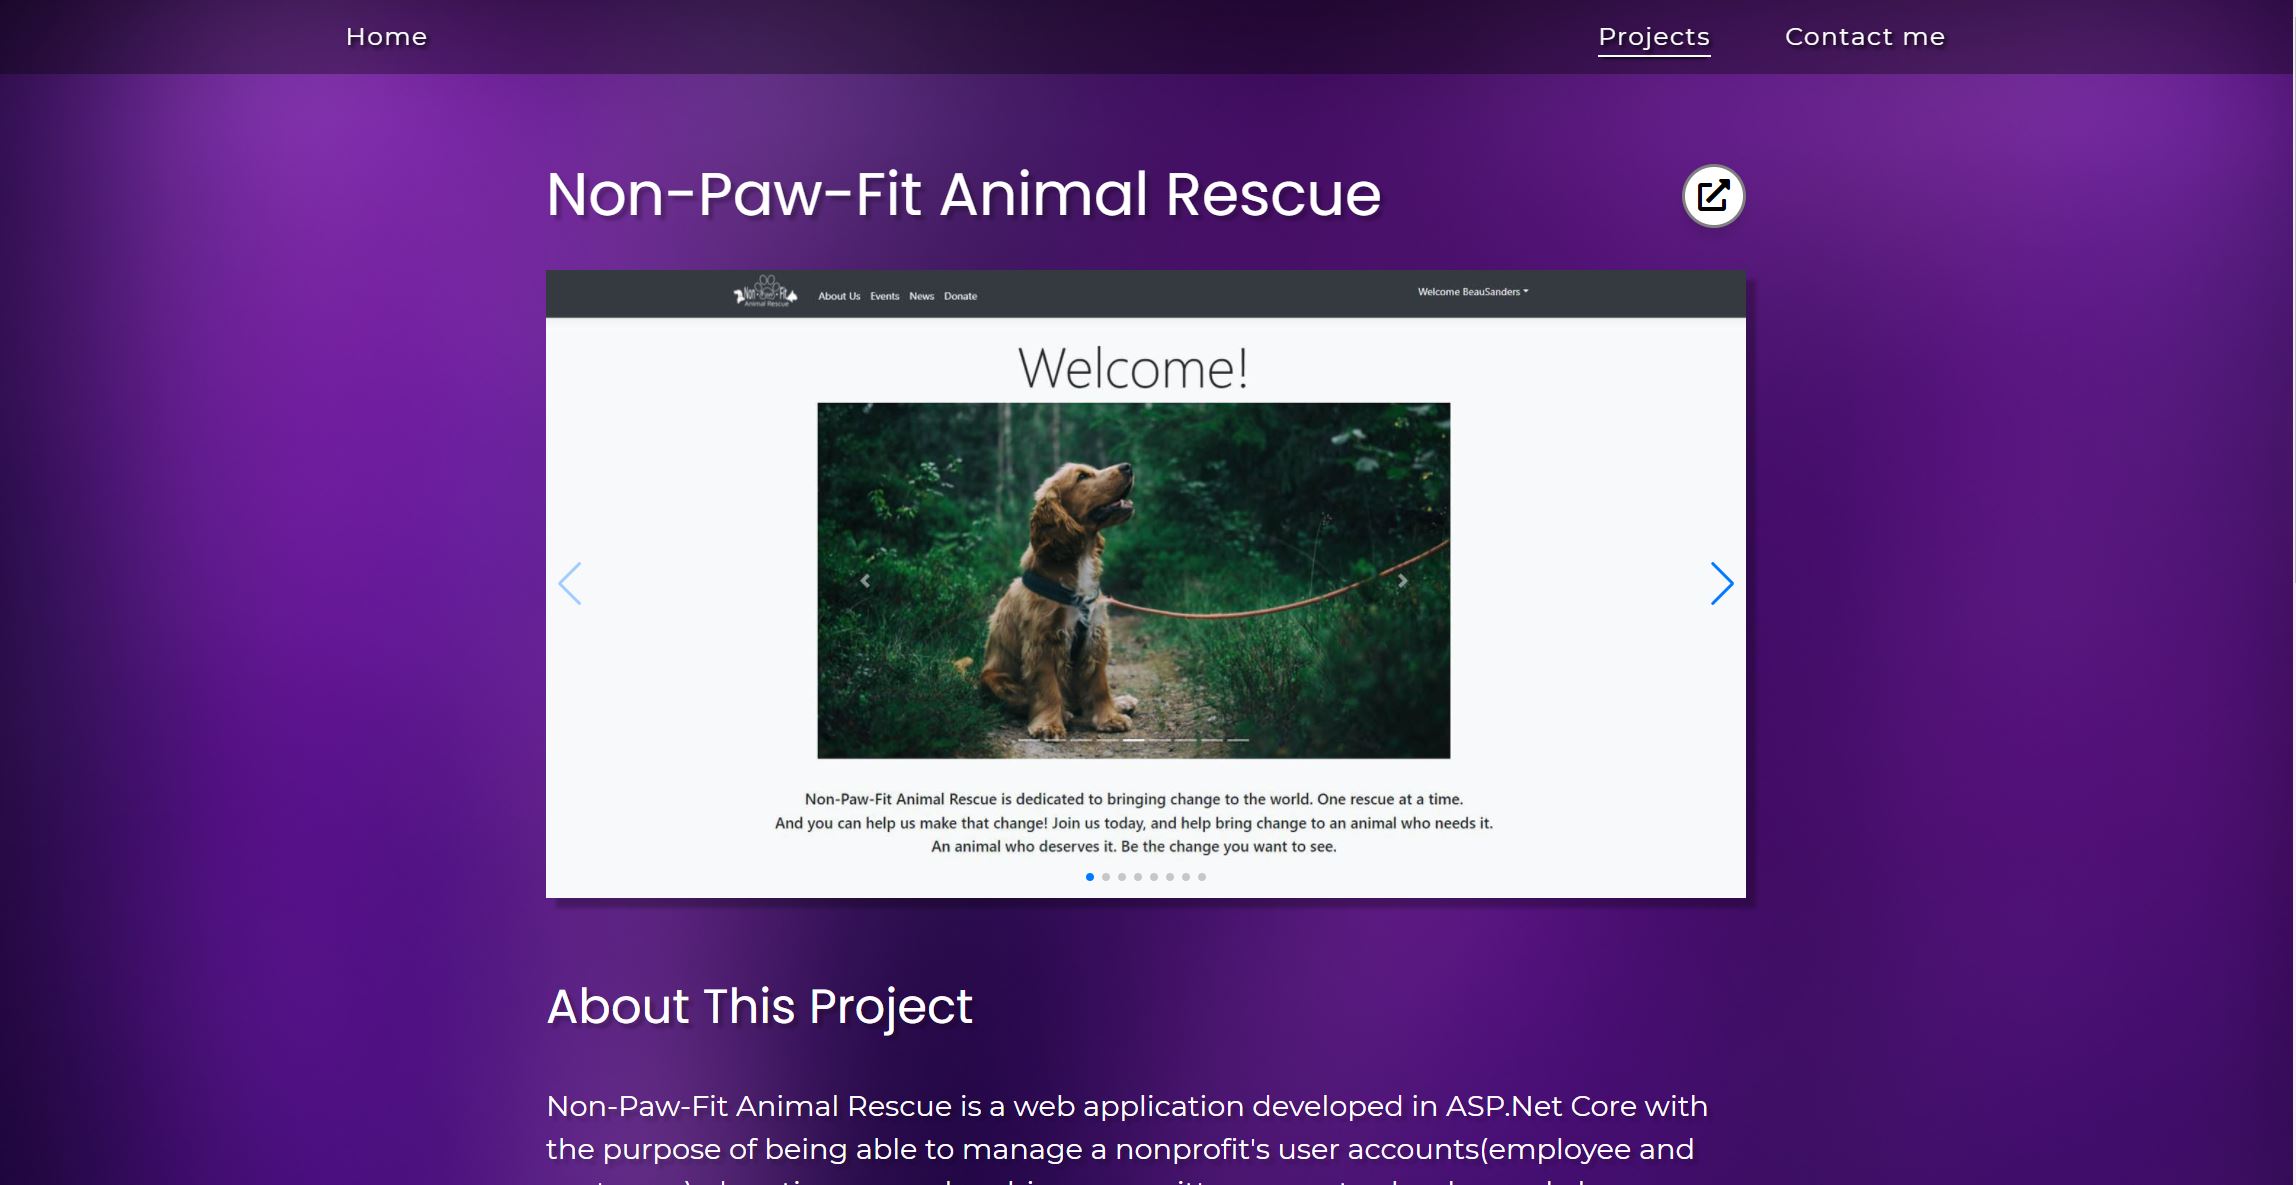 Home
Projects
Contact me
Non-Paw-Fit Animal Rescue
Non-Paw-Fit
Animal Rescue
About Us
Events
News
Donate
Welcome BeauSanders
Welcome!
Non-Paw-Fit Animal Rescue is dedicated to bringing change to the world. One rescue at a time.
And you can help us make that change! Join us today, and help bring change to an animal who needs it.
An animal who deserves it. Be the change you want to see.
About This Project
Non-Paw-Fit Animal Rescue is a web application developed in ASP.Net Core with
the purpose of being able to manage a nonprofit's user accounts(employee and